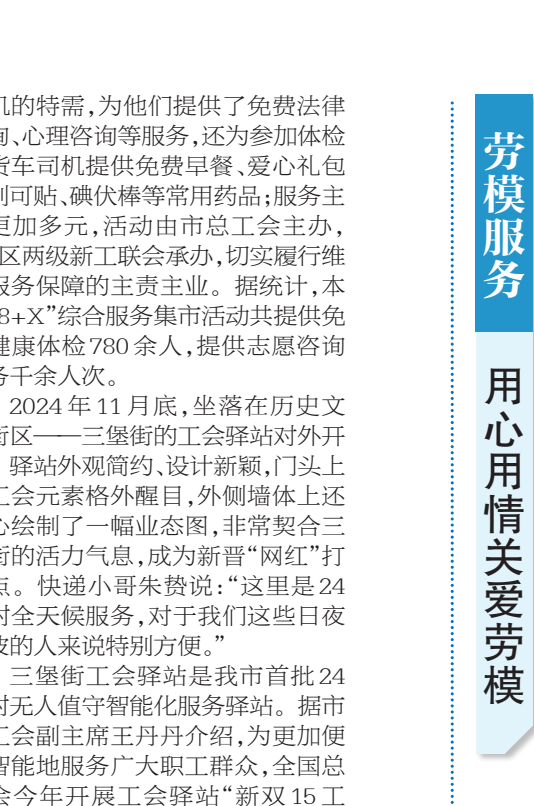 机的特需,为他们提供了免费法律
询、心理咨询等服务,还为参加体检
货车司机提供免费早餐、爱心礼包
创可贴、碘伏棒等常用药品;服务主
更加多元,活动由市总工会主办,
区两级新工联会承办,切实履行维
服务保障的主责主业。据统计,本
8+X”综合服务集市活动共提供免
健康体检780余人,提供志愿咨询
务千余人次。
2024年11月底,坐落在历史文
街区——三堡街的工会驿站对外开
驿站外观简约、设计新颖,门头上
工会元素格外醒目,外侧墙体上还
心绘制了一幅业态图,非常契合三
街的活力气息,成为新晋“网红”打
点。快递小哥朱贽说:“这里是24
时全天候服务,对于我们这些日夜
波的人来说特别方便。”
三堡街工会驿站是我市首批24
时无人值守智能化服务驿站。据市
工会副主席王丹丹介绍,为更加便
智能地服务广大职工群众,全国总
会今年开展工会驿站“新双15工
劳模服务
用心用情关爱劳模